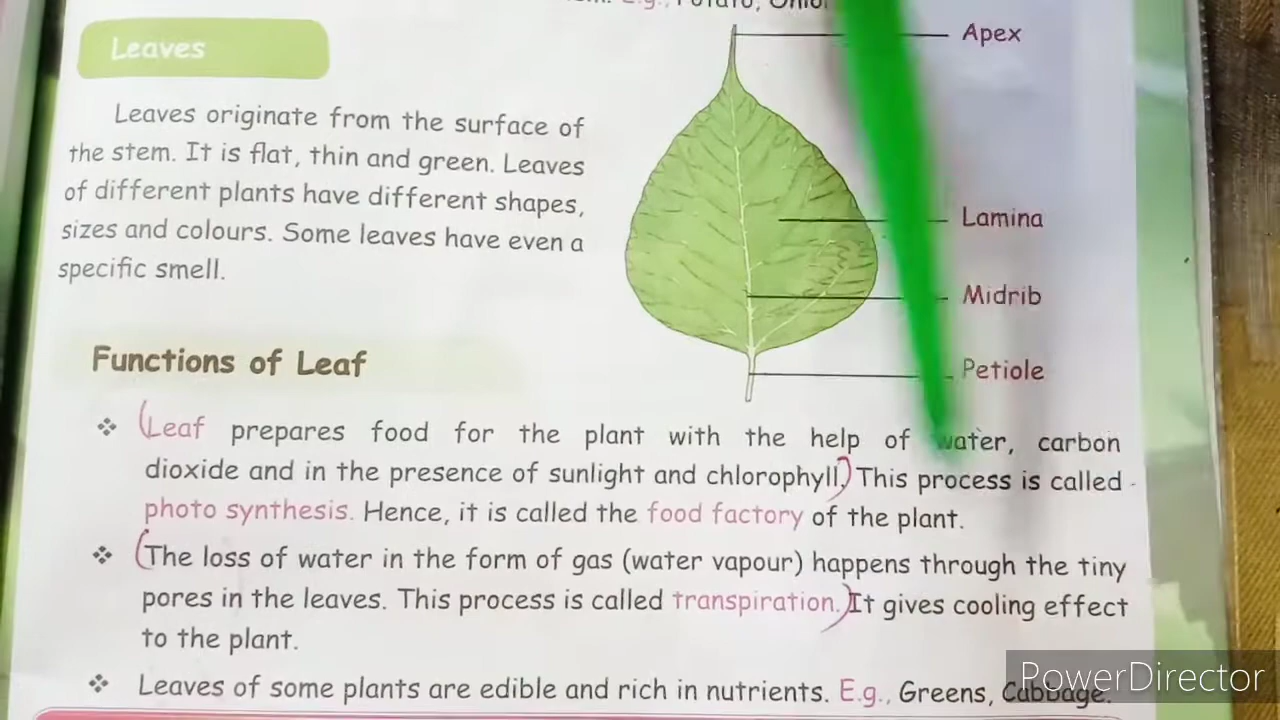 E.g., Potato, Onion.
Leaves
Apex
Leaves originate from the surface of
the stem. It is flat, thin and green. Leaves
of different plants have different shapes,
sizes and colours. Some leaves have even a
specific smell.
Lamina
Midrib
Petiole
Functions of Leaf
❖ Leaf prepares food for the plant with the help of water, carbon
dioxide and in the presence of sunlight and chlorophyll. This process is called
photo synthesis. Hence, it is called the food factory of the plant.
❖ The loss of water in the form of gas (water vapour) happens through the tiny
pores in the leaves. This process is called transpiration. It gives cooling effect
to the plant.
❖ Leaves of some plants are edible and rich in nutrients. E.g., Greens, Cabbage.
PowerDirector